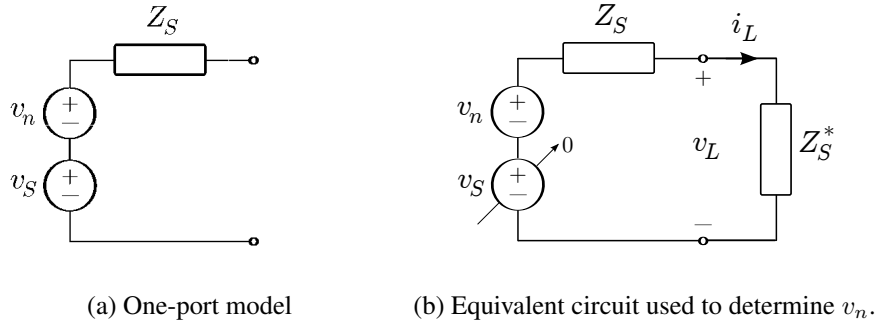 Z_S
v_n
+
−
v_S
+
−
Z_S
i_L
+
v_n
+
−
0
v_S
+
−
v_L
Z_S^*
−
(a) One-port model
(b) Equivalent circuit used to determine v_n.